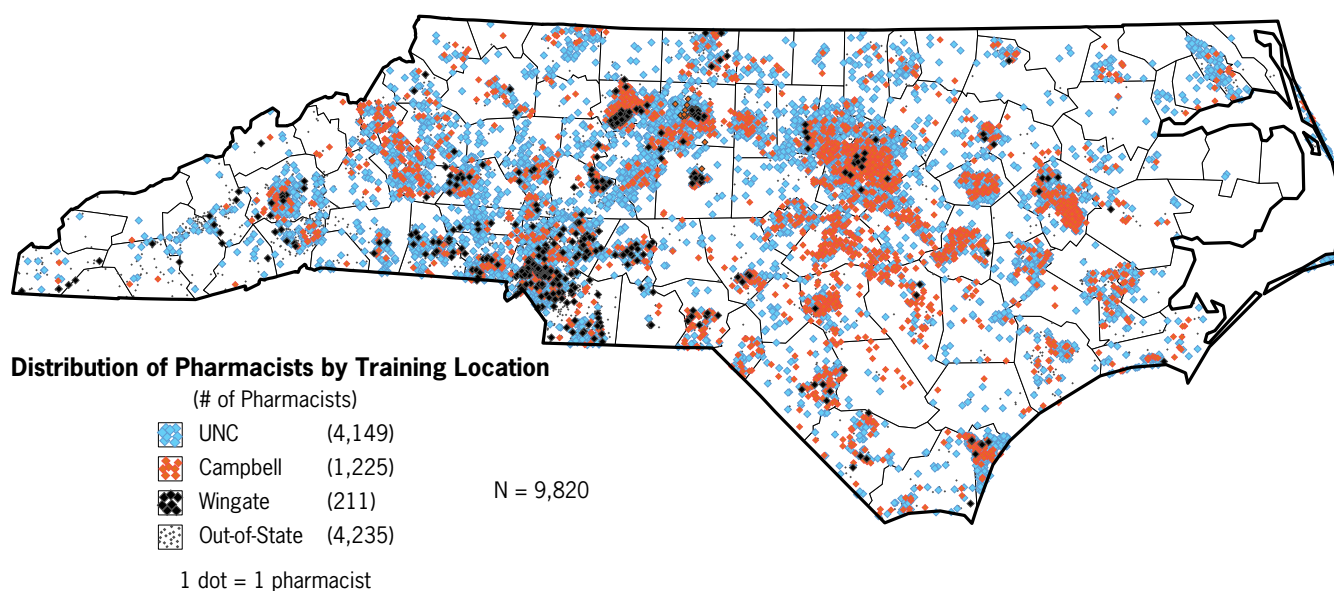 Distribution of Pharmacists by Training Location
(# of Pharmacists)
UNC (4,149)
Campbell (1,225)
Wingate (211)
N = 9,820
Out-of-State (4,235)
1 dot = 1 pharmacist